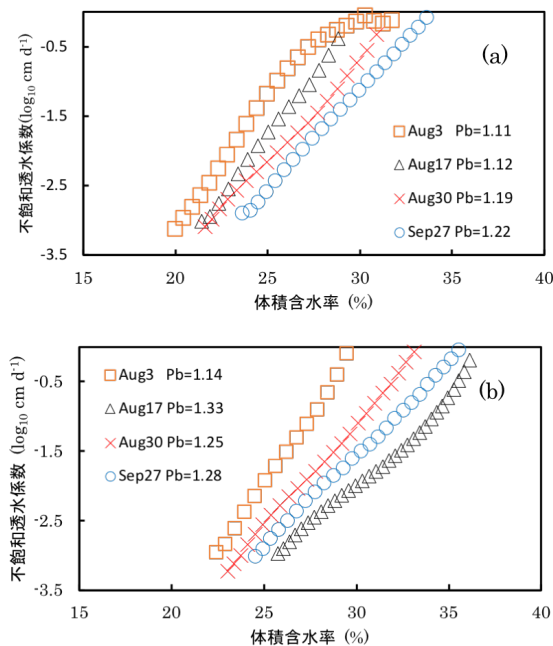 不飽和透水係数(log10 cm d-1)
-0.5
-1.5
-2.5
-3.5
(a)
Aug3 Pb=1.11
Aug17 Pb=1.12
Aug30 Pb=1.19
Sep27 Pb=1.22
15 20 25 30 35 40
体積含水率 (%)
不飽和透水係数 (log10 cm d-1)
-0.5
-1.5
-2.5
-3.5
(b)
Aug3 Pb=1.14
Aug17 Pb=1.33
Aug30 Pb=1.25
Sep27 Pb=1.28
15 20 25 30 35 40
体積含水率 (%)